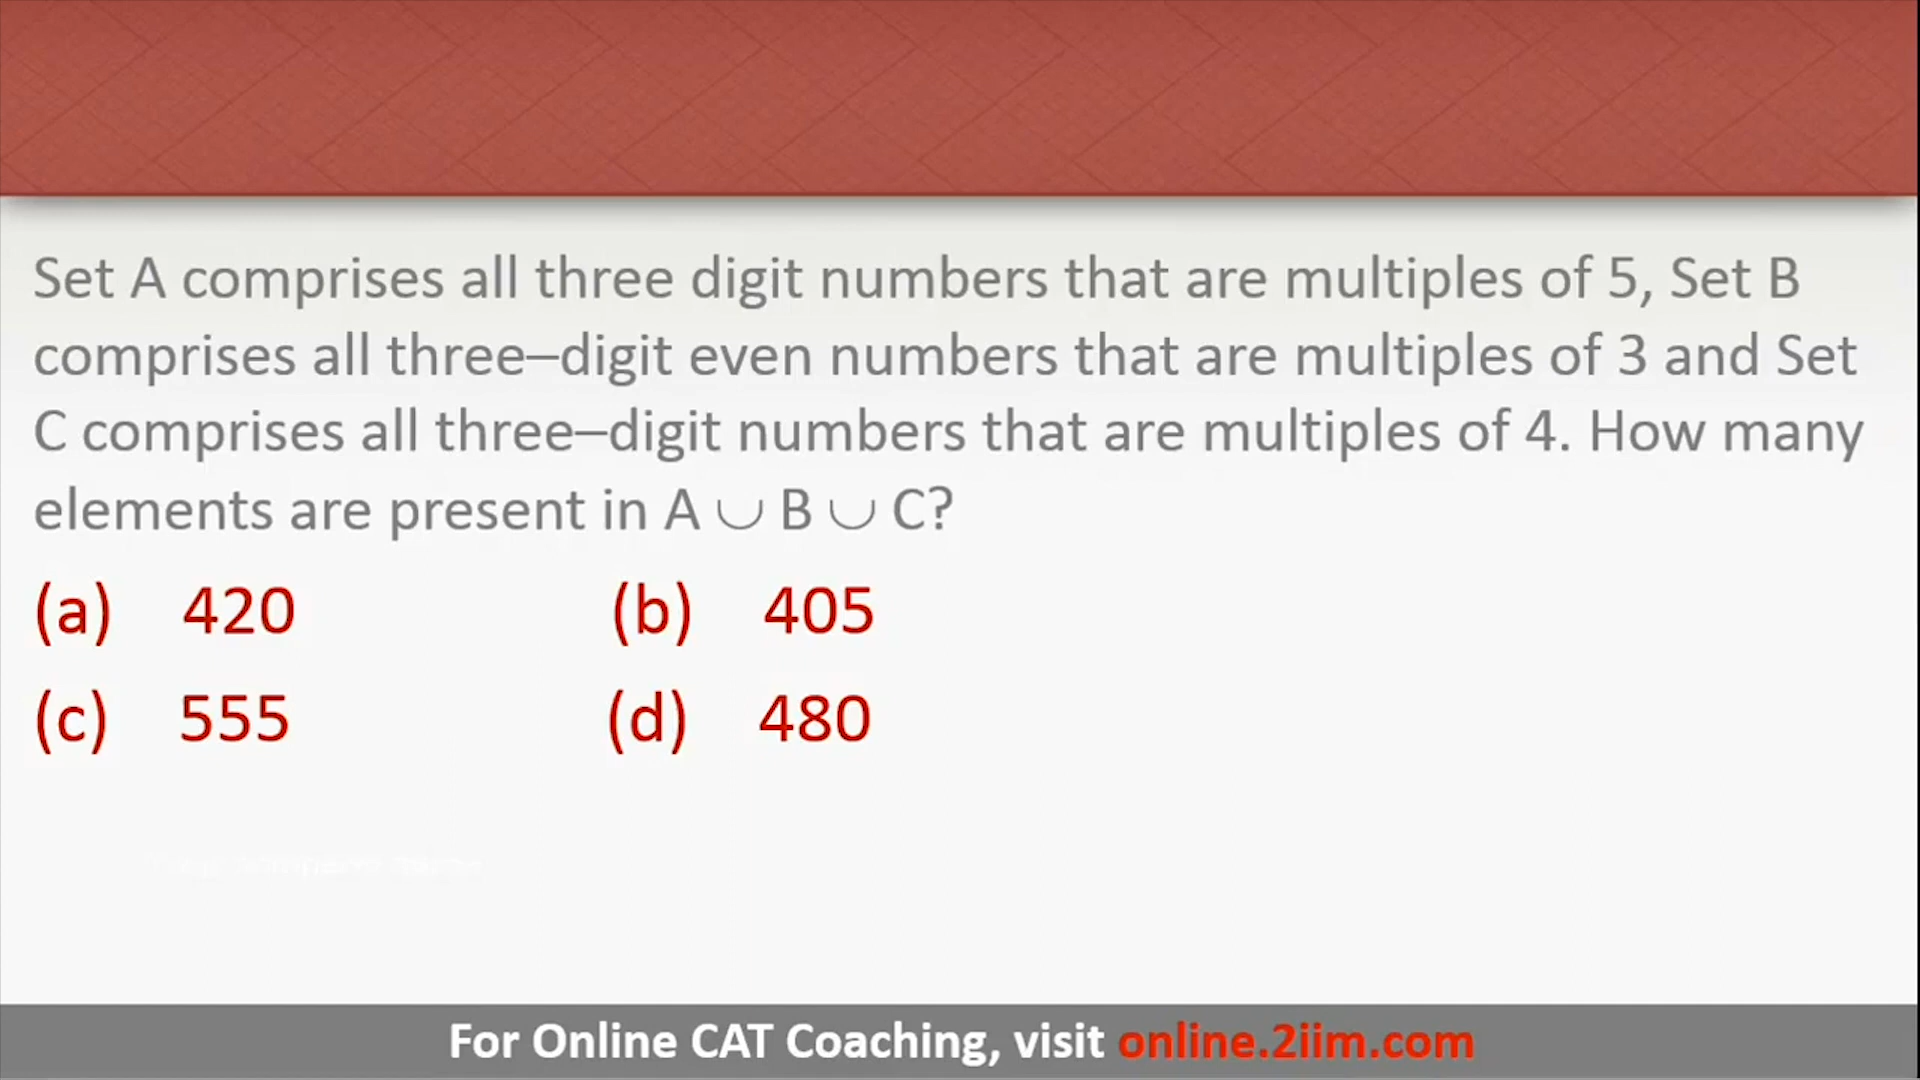 Set A comprises all three digit numbers that are multiples of 5, Set B
comprises all three–digit even numbers that are multiples of 3 and Set
C comprises all three–digit numbers that are multiples of 4. How many
elements are present in A ∪ B ∪ C?
(a) 420 (b) 405
(c) 555 (d) 480
For Online CAT Coaching, visit online.2iim.com